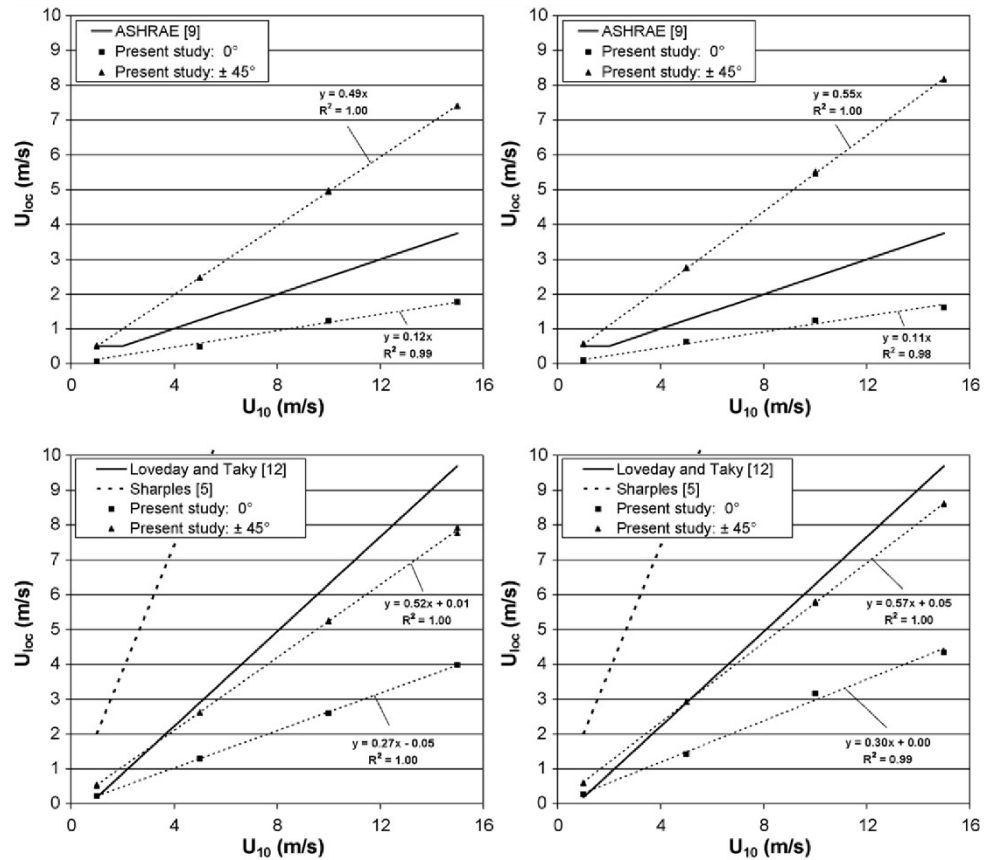 ASHRAE [9]
Present study: 0°
Present study: ± 45°
y = 0.49x
R² = 1.00
y = 0.12x
R² = 0.99
10
9
8
7
6
5
4
3
2
1
0
U_loc (m/s)
0 4 8 12 16
U_10 (m/s)
ASHRAE [9]
Present study: 0°
Present study: ± 45°
y = 0.55x
R² = 1.00
y = 0.11x
R² = 0.98
10
9
8
7
6
5
4
3
2
1
0
U_loc (m/s)
0 4 8 12 16
U_10 (m/s)
Loveday and Taky [12]
Sharples [5]
Present study: 0°
Present study: ± 45°
y = 0.52x + 0.01
R² = 1.00
y = 0.27x - 0.05
R² = 1.00
10
9
8
7
6
5
4
3
2
1
0
U_loc (m/s)
0 4 8 12 16
U_10 (m/s)
Loveday and Taky [12]
Sharples [5]
Present study: 0°
Present study: ± 45°
y = 0.57x + 0.05
R² = 1.00
y = 0.30x + 0.00
R² = 0.99
10
9
8
7
6
5
4
3
2
1
0
U_loc (m/s)
0 4 8 12 16
U_10 (m/s)